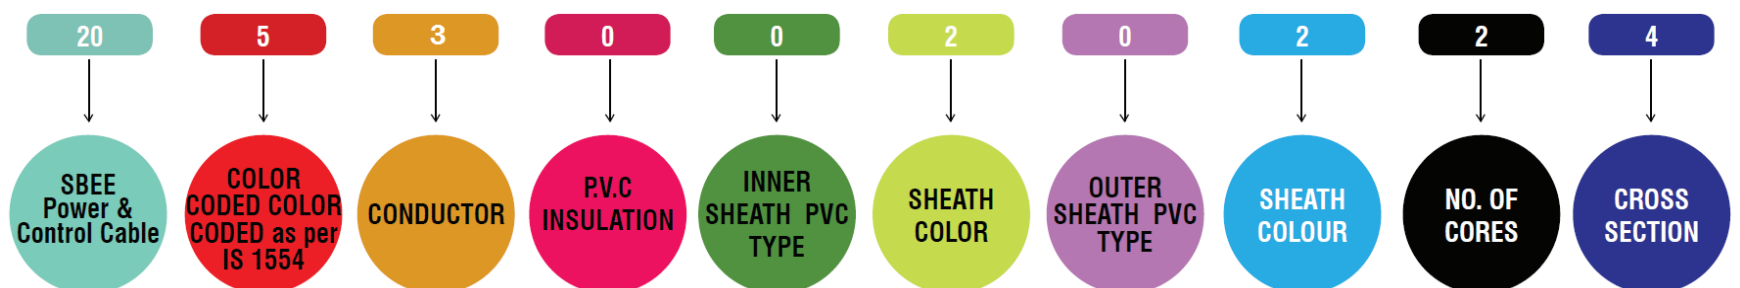 20 5 3 0 0 2 0 2 2 4
SBEE
Power &
Control Cable
COLOR
CODED COLOR
CODED as per
IS 1554
CONDUCTOR
P.V.C
INSULATION
INNER
SHEATH PVC
TYPE
SHEATH
COLOR
OUTER
SHEATH PVC
TYPE
SHEATH
COLOUR
NO. OF
CORES
CROSS
SECTION